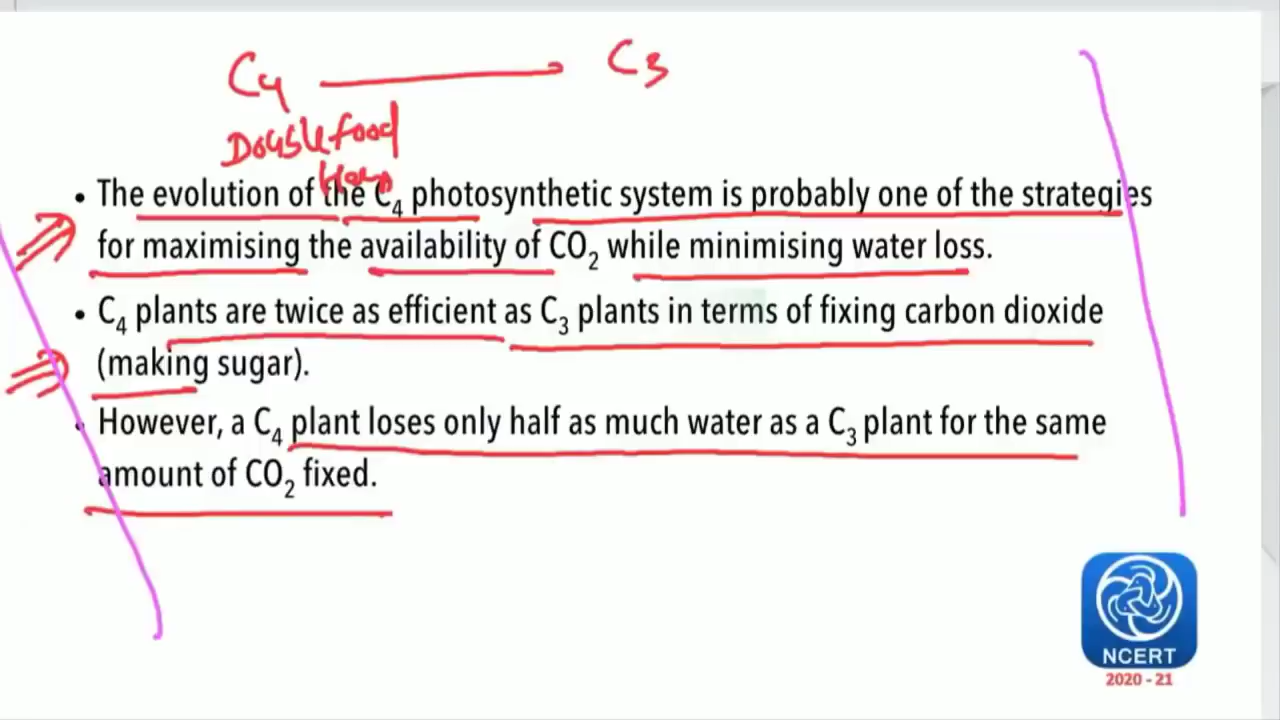 C4 C3
Double food
• The evolution of the C₄ photosynthetic system is probably one of the strategies
for maximising the availability of CO₂ while minimising water loss.
• C₄ plants are twice as efficient as C₃ plants in terms of fixing carbon dioxide
(making sugar).
• However, a C₄ plant loses only half as much water as a C₃ plant for the same
amount of CO₂ fixed.
NCERT
2020 - 21